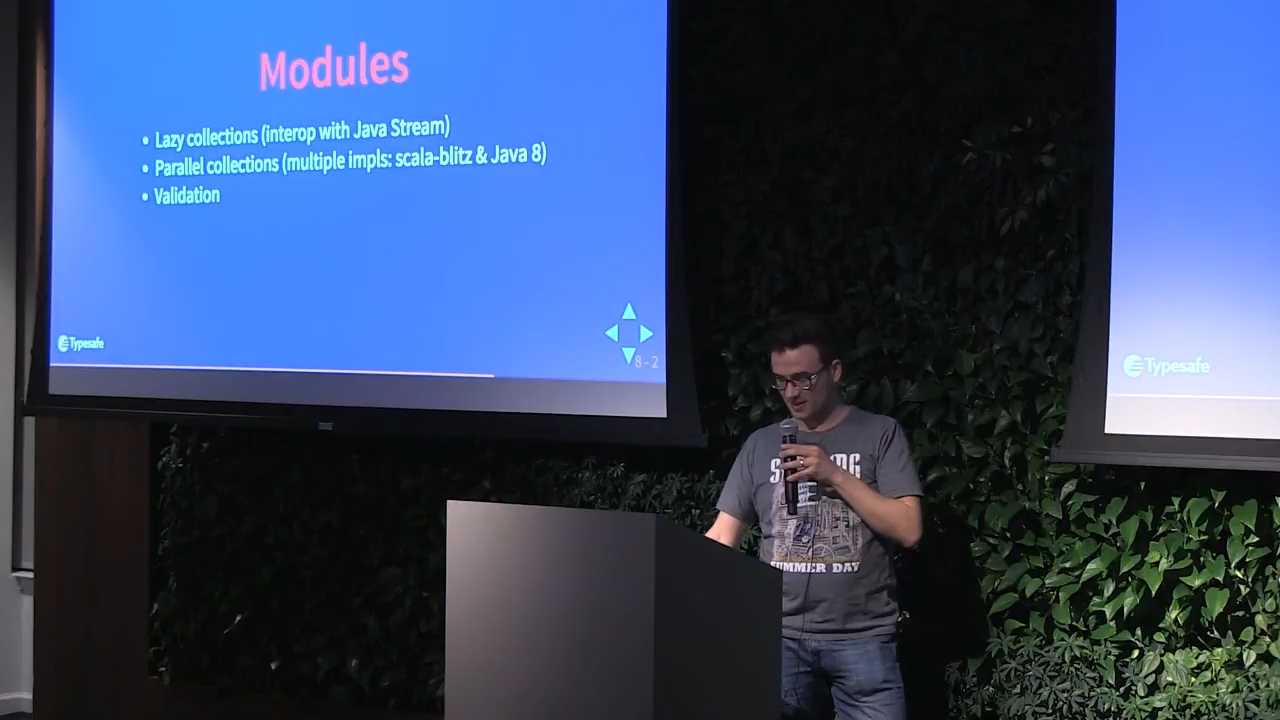 Modules
• Lazy collections (interop with Java Stream)
• Parallel collections (multiple impls: scala-blitz & Java 8)
• Validation
Typesafe
8 - 2
Typesafe
SUMMER DAY